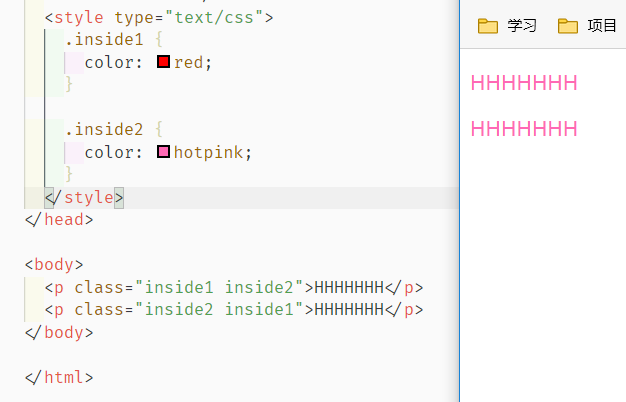 <style type="text/css">
.inside1 {
color: red;
}
.inside2 {
color: hotpink;
}
</style>
</head>
<body>
<p class="inside1 inside2">HHHHHHH</p>
<p class="inside2 inside1">HHHHHHH</p>
</body>
</html>
学习 项目
HHHHHHH
HHHHHHH